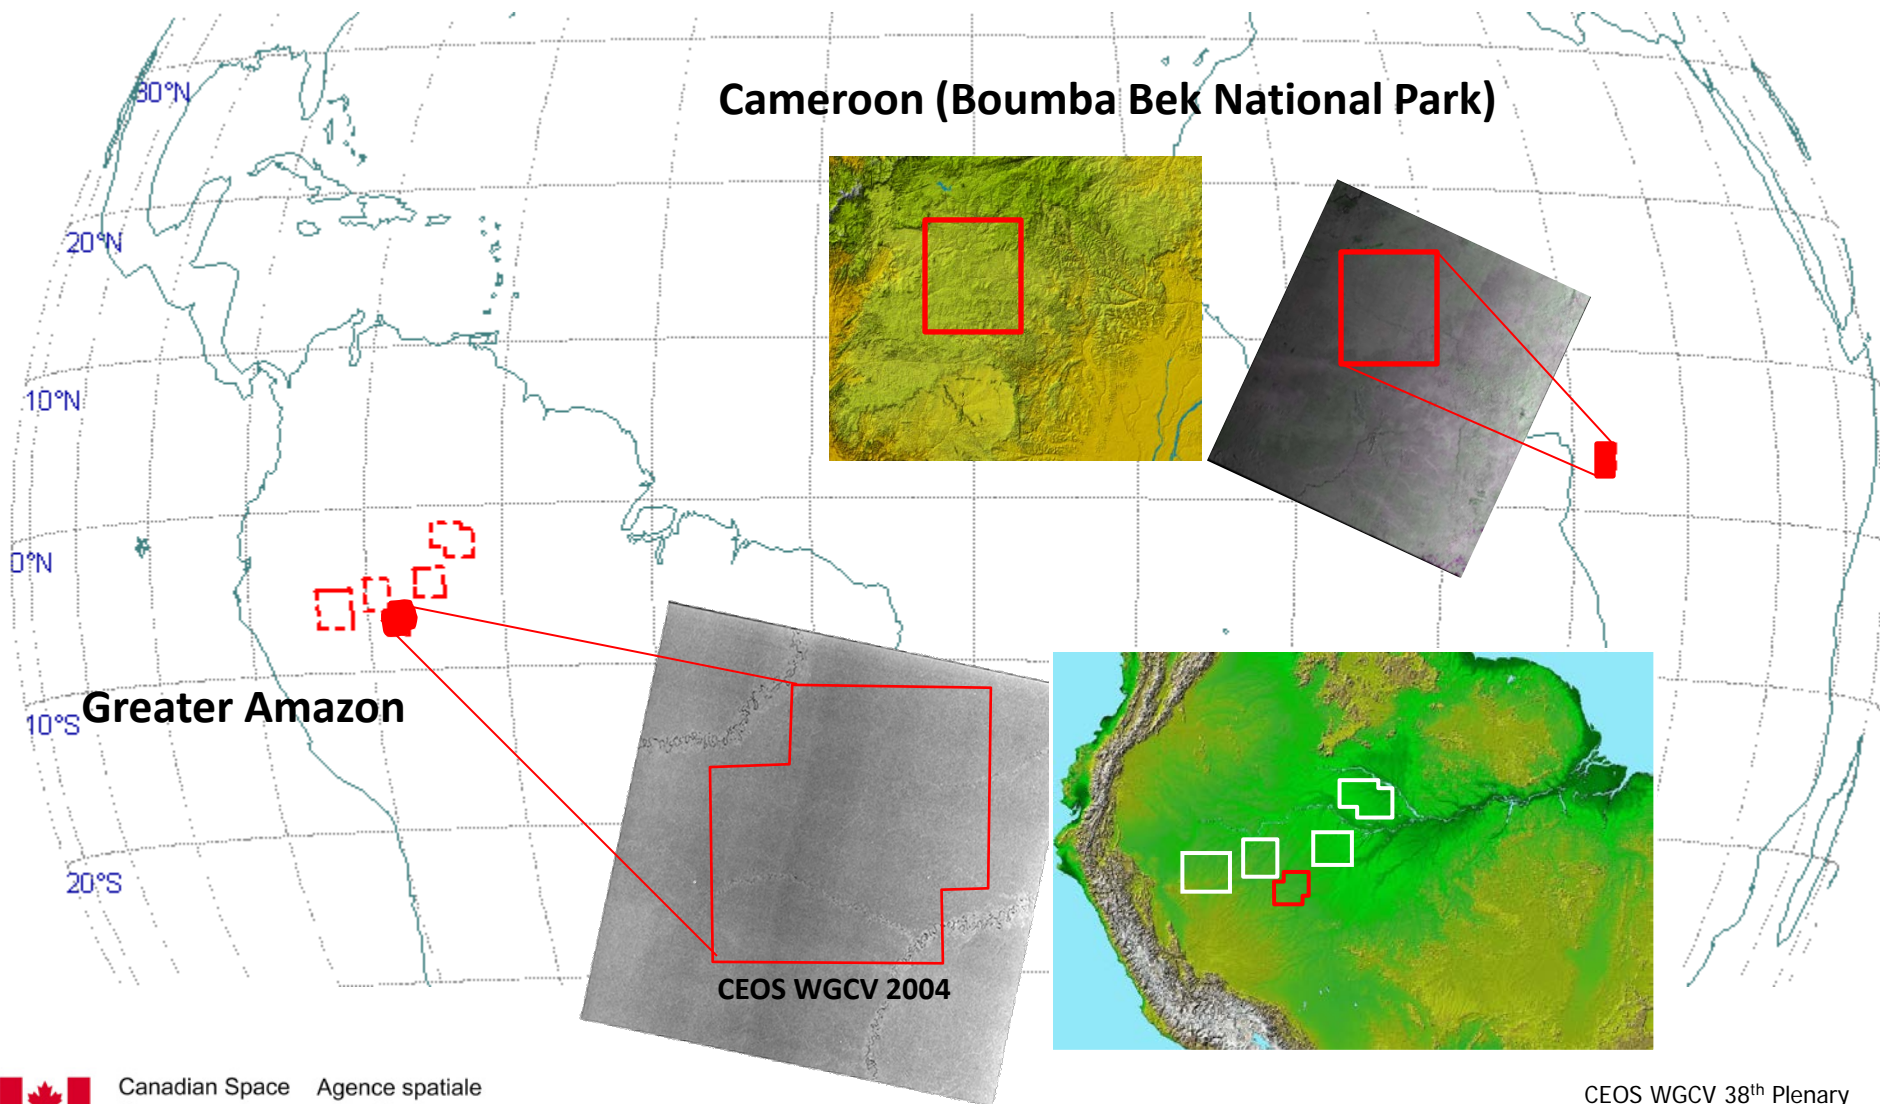 30°N
Cameroon (Boumba Bek National Park)
20°N
10°N
0°N
Greater Amazon
10°S
20°S
CEOS WGCV 2004
Canadian Space Agence spatiale
CEOS WGCV 38th Plenary